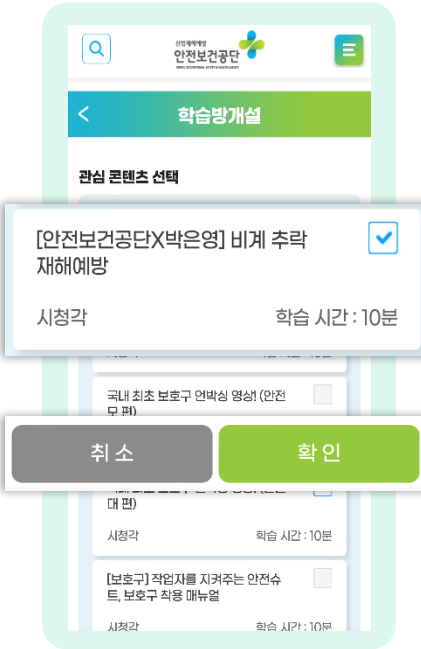 산업재해예방
안전보건공단
학습방개설
관심 콘텐츠 선택
[안전보건공단X박은영] 비계 추락
재해예방
시청각 학습 시간 : 10분
국내 최초 보호구 언박싱 영상! (안전
모 편)
취 소 확 인
대 편)
시청각 학습 시간 : 10분
[보호구] 작업자를 지켜주는 안전슈
트, 보호구 착용 매뉴얼
시청각 학습 시간 : 10분